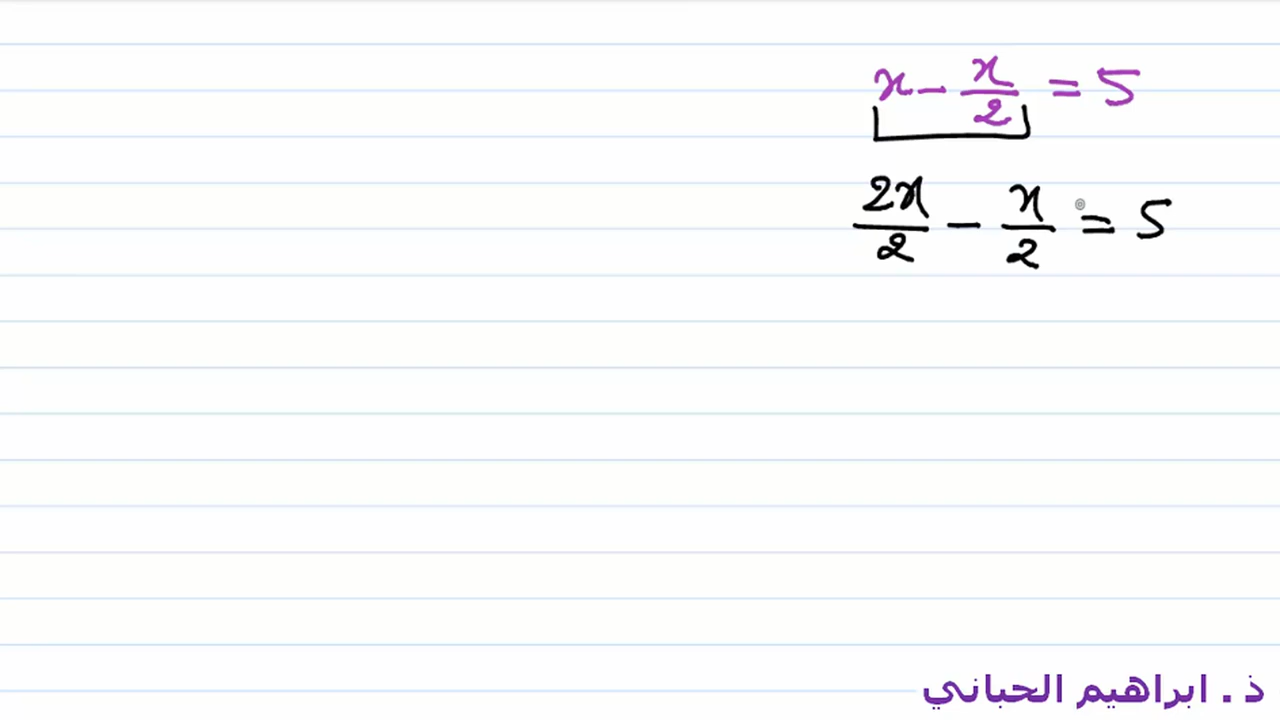 x - x/2 = 5
2x/2 - x/2 = 5
ذ . ابراهيم الحباني